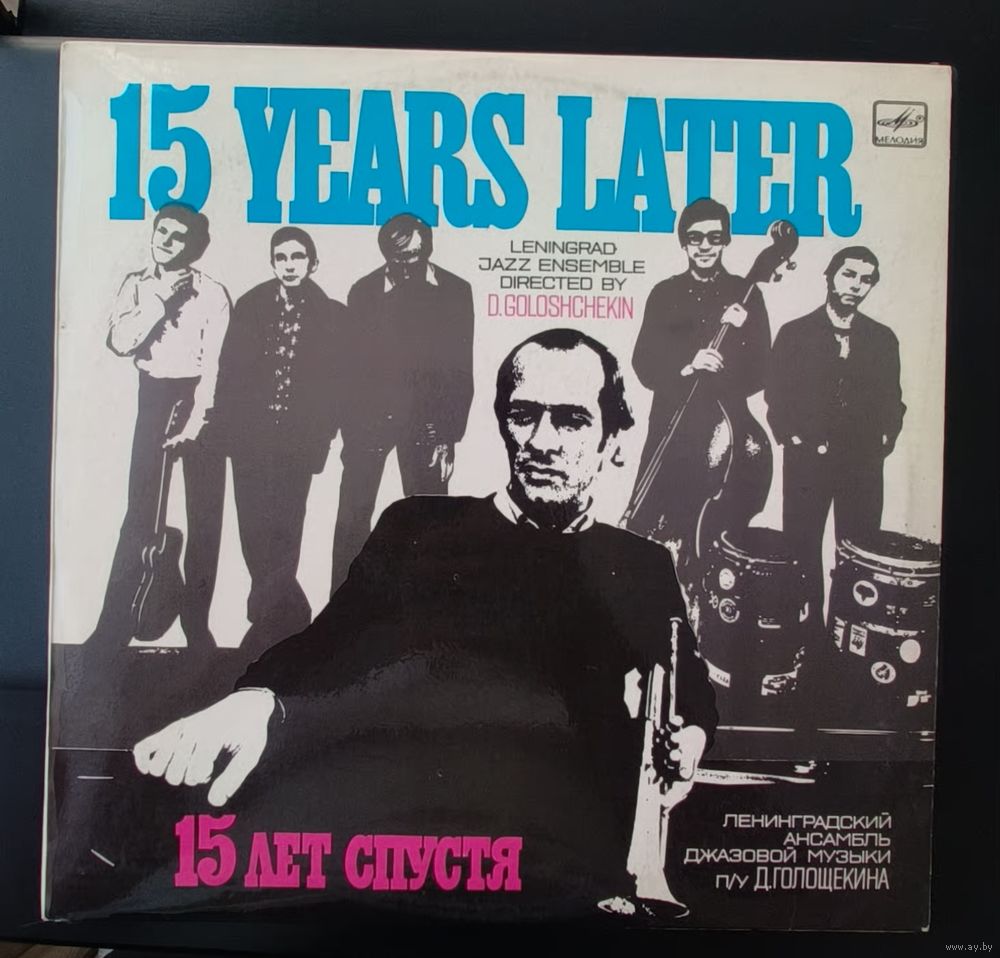 15 YEARS LATER
МЕЛОДИЯ
LENINGRAD
JAZZ ENSEMBLE
DIRECTED BY
D.GOLOSHCHEKIN
15 ЛЕТ СПУСТЯ
ЛЕНИНГРАДСКИЙ
АНСАМБЛЬ
ДЖАЗОВОЙ МУЗЫКИ
П/У Д.ГОЛОЩЕКИНА
www.ay.by